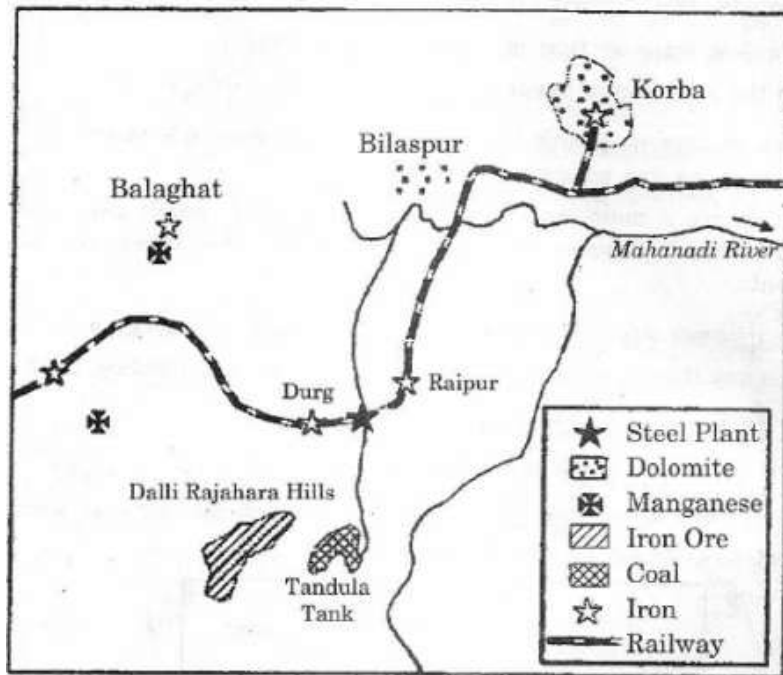 Korba
Bilaspur
Balaghat
Mahanadi River
Durg
Raipur
Dalli Rajahara Hills
Tandula
Tank
Steel Plant
Dolomite
Manganese
Iron Ore
Coal
Iron
Railway